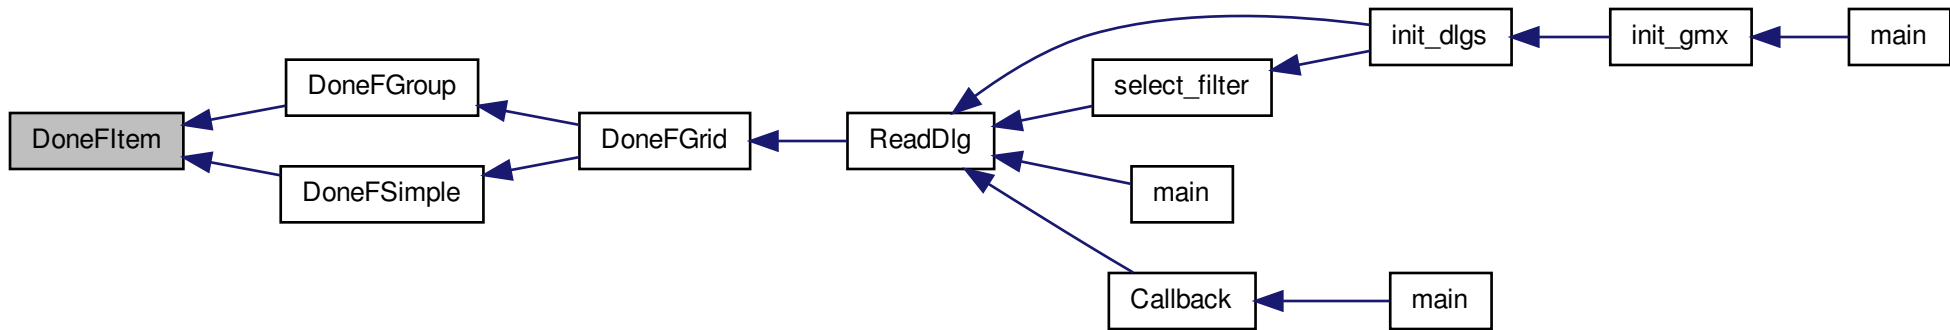 DoneFItem
DoneFGroup
DoneFSimple
DoneFGrid
ReadDlg
init_dlgs
select_filter
main
Callback
init_gmx
main
main